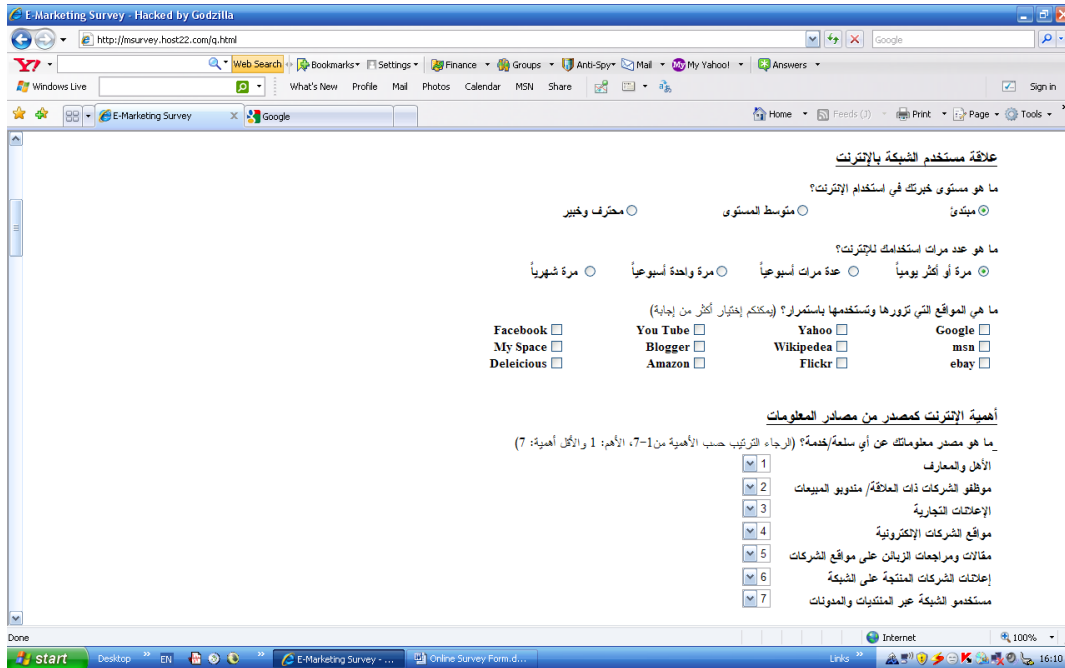 E-Marketing Survey - Hacked by Godzilla
http://msurvey.host22.com/q.html
Google
Web Search Bookmarks Settings Finance Groups Anti-Spy Mail My Yahoo! Answers
Windows Live What's New Profile Mail Photos Calendar MSN Share Sign in
E-Marketing Survey Google Home Feeds (J) Print Page Tools
علاقة مستخدم الشبكة بالإنترنت
ما هو مستوى خبرتك في استخدام الإنترنت؟
مبتدئ متوسط المستوى محترف وخبير
ما هو عدد مرات استخدامك للإنترنت؟
مرة أو أكثر يومياً عدة مرات أسبوعياً مرة واحدة أسبوعياً مرة شهرياً
ما هي المواقع التي تزورها وتستخدمها باستمرار؟ (يمكنكم إختيار أكثر من إجابة)
Google Yahoo You Tube Facebook
msn Wikipedea Blogger My Space
ebay Flickr Amazon Deleicious
أهمية الإنترنت كمصدر من مصادر المعلومات
ما هو مصدر معلوماتك عن أي سلعة/خدمة؟ (الرجاء الترتيب حسب الأهمية من1-7، الأهم: 1 والأقل أهمية: 7)
الأهل والمعارف 1
موظفو الشركات ذات العلاقة/ مندوبو المبيعات 2
الإعلانات التجارية 3
مواقع الشركات الإلكترونية 4
مقالات ومراجعات الزبائن على مواقع الشركات 5
إعلانات الشركات المنتجة على الشبكة 6
مستخدمو الشبكة عبر المنتديات والمدونات 7
Done Internet 100%
start Desktop EN E-Marketing Survey - ... Online Survey Form.d... Links 16:10